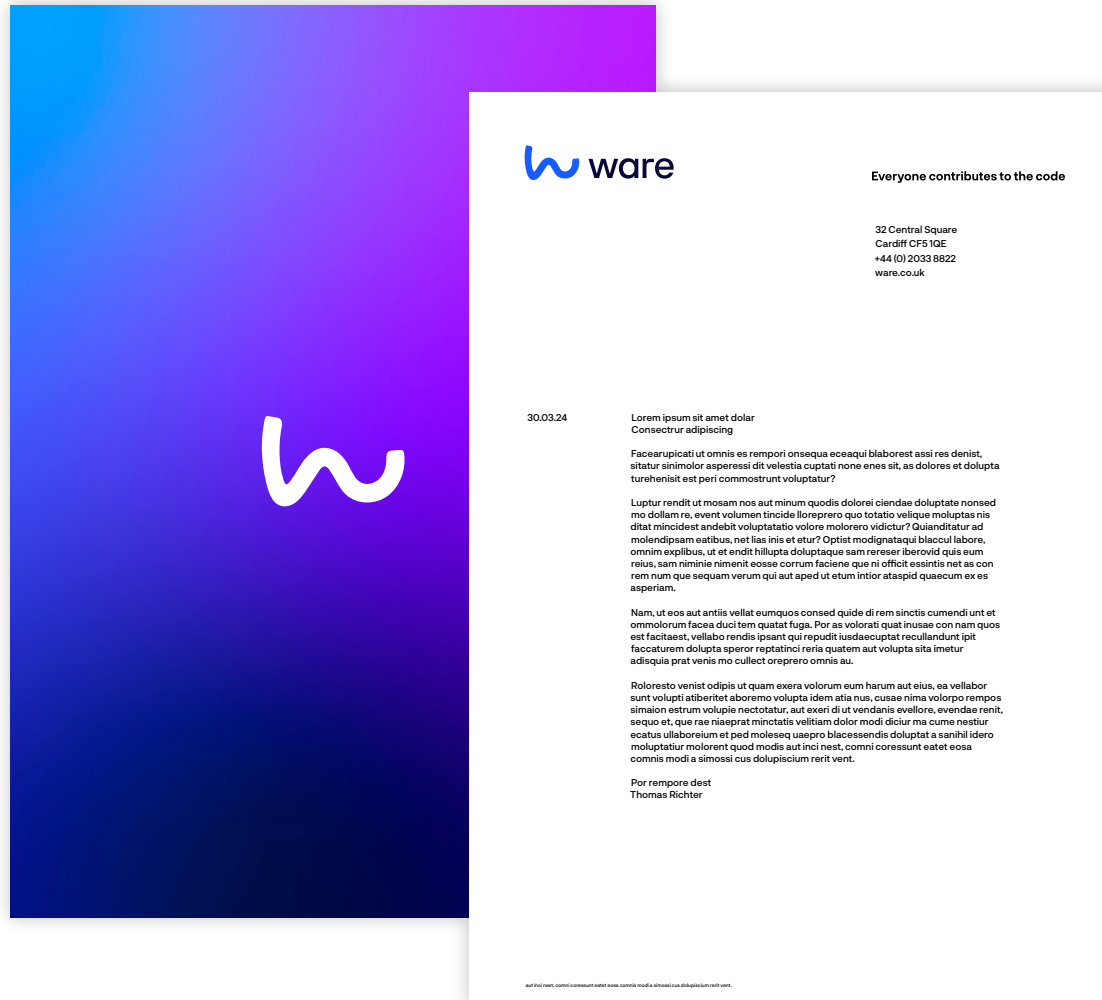 ware
Everyone contributes to the code
32 Central Square
Cardiff CF5 1QE
+44 (0) 2033 8822
ware.co.uk
30.03.24
Lorem ipsum sit amet dolar
Consectrur adipiscing
Facearupicati ut omnis es rempori onsequa eceaqui blaborest assi res denist,
sitatur sinimolor asperessi dit velestia cuptati none enes sit, as dolores et dolupta
turehenisit est peri commostrunt voluptatur?
Luptur rendit ut mosam nos aut minum quodis dolorei ciendae doluptate nonsed
mo dollam re, event volumen tincide lloreprero quo totatio velique moluptas nis
ditat mincidest andebit voluptatatio volore molorero vidictur? Quianditatur ad
molendipsam eatibus, net lias inis et etur? Optist modignataqui blaccul labore,
omnim explibus, ut et endit hillupta doluptaque sam rereser iberovid quis eum
reius, sam niminie nimenit eosse corrum faciene que ni officit essintis net as con
rem num que sequam verum qui aut aped ut etum intior ataspid quaecum ex es
asperiam.
Nam, ut eos aut antiis vellat eumquos consed quide di rem sinctis cumendi unt et
ommolorum facea duci tem quatat fuga. Por as volorati quat inusae con nam quos
est facitaest, vellabo rendis ipsant qui repudit iusdaecuptat recullandunt ipit
faccaturem dolupta speror reptatinci reria quatem aut volupta sita imetur
adisquia prat venis mo cullect oreprero omnis au.
Roloresto venist odipis ut quam exera volorum eum harum aut eius, ea vellabor
sunt volupti atiberitet aboremo volupta idem atia nus, cusae nima volorpo rempos
simaion estrum volupie nectotatur, aut exeri di ut vendanis evellore, evendae renit,
sequo et, que rae niaeprat minctatis velitiam dolor modi diciur ma cume nestiur
ecatus ullaboreium et ped moleseq uaepro blacessendis doluptat a sanihil idero
moluptatiur molorent quod modis aut inci nest, comni coressunt eatet eosa
comnis modi a simossi cus dolupiscium rerit vent.
Por rempore dest
Thomas Richter
aut inci nest, comni coressunt eatet eosa comnis modi a simossi cus dolupiscium rerit vent.